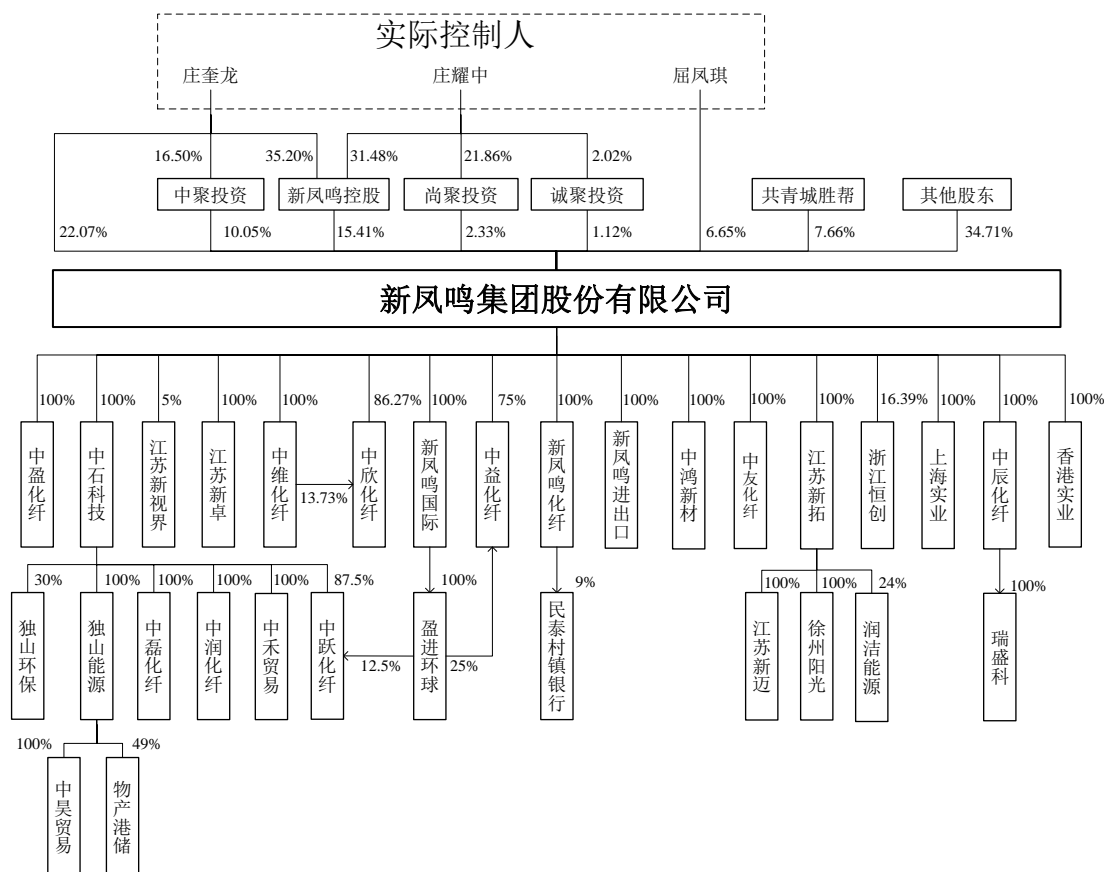 实际控制人
庄奎龙
庄耀中
屈凤琪
16.50%
35.20%
31.48%
21.86%
2.02%
中聚投资
新凤鸣控股
尚聚投资
诚聚投资
共青城胜帮
其他股东
22.07%
10.05%
15.41%
2.33%
1.12%
6.65%
7.66%
34.71%
新凤鸣集团股份有限公司
100%
100%
5%
100%
100%
86.27%
100%
75%
100%
100%
100%
100%
100%
16.39%
100%
100%
100%
中盈化纤
中石科技
江苏新视界
江苏新卓
中维化纤
13.73%
中欣化纤
新凤鸣国际
中益化纤
新凤鸣化纤
新凤鸣进出口
中鸿新材
中友化纤
江苏新拓
浙江恒创
上海实业
中辰化纤
香港实业
30%
100%
100%
100%
100%
87.5%
100%
9%
100%
100%
24%
100%
独山环保
独山能源
中磊化纤
中润化纤
中禾贸易
中跃化纤
12.5%
盈进环球
25%
民泰村镇银行
江苏新迈
徐州阳光
润洁能源
瑞盛科
100%
49%
中昊贸易
物产港储